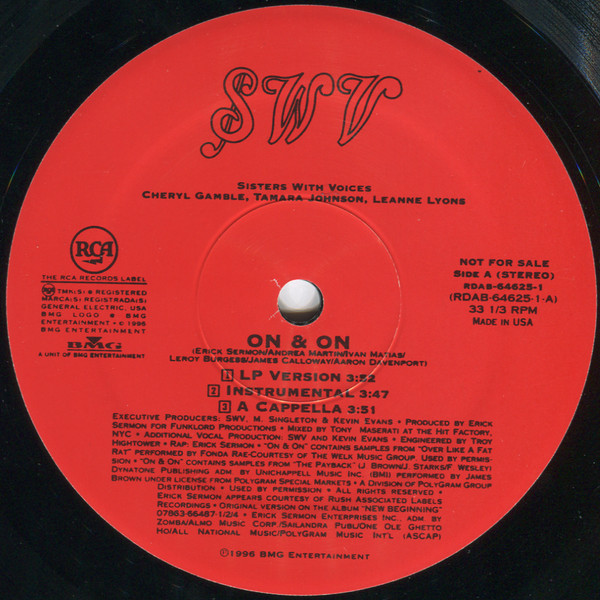 SWV
SISTERS WITH VOICES
CHERYL GAMBLE, TAMARA JOHNSON, LEANNE LYONS
RCA
THE RCA RECORDS LABEL
TMK(S) ® REGISTERED
MARCA(S) REGISTRADA(S)
GENERAL ELECTRIC, USA
BMG LOGO ® BMG
ENTERTAINMENT • © 1996
BMG ENTERTAINMENT
BMG
A UNIT OF BMG ENTERTAINMENT
NOT FOR SALE
SIDE A (STEREO)
RDAB-64625-1
(RDAB-64625-1-A)
33 1/3 RPM
MADE IN USA
ON & ON
(ERICK SERMON/ANDREA MARTIN/IVAN MATIAS/
LEROY BURGESS/JAMES CALLOWAY/AARON DAVENPORT)
1 LP VERSION 3:52
2 INSTRUMENTAL 3:47
3 A CAPPELLA 3:51
EXECUTIVE PRODUCERS: SWV, M. SINGLETON & KEVIN EVANS • PRODUCED BY ERICK
SERMON FOR FUNKLORD PRODUCTIONS • MIXED BY TONY MASERATI AT THE HIT FACTORY,
NYC • ADDITIONAL VOCAL PRODUCTION: SWV AND KEVIN EVANS • ENGINEERED BY TROY
HIGHTOWER • RAP: ERICK SERMON • "ON & ON" CONTAINS SAMPLES FROM "OVER LIKE A FAT
RAT" PERFORMED BY FONDA RAE-COURTESY OF THE WELK MUSIC GROUP. USED BY PERMIS-
SION • "ON & ON" CONTAINS SAMPLES FROM "THE PAYBACK" (J BROWN/J. STARKS/F WESLEY)
DYNATONE PUBLISHING ADM BY UNICHAPPELL MUSIC INC. (BMI) PERFORMED BY JAMES
BROWN UNDER LICENSE FROM POLYGRAM SPECIAL MARKETS • A DIVISION OF POLYGRAM GROUP
DISTRIBUTION • USED BY PERMISSION • ALL RIGHTS RESERVED •
ERICK SERMON APPEARS COURTESY OF RUSH ASSOCIATED LABELS
RECORDINGS • ORIGINAL VERSION ON THE ALBUM "NEW BEGINNING"
07863-66487-1/2/4 • ERICK SERMON ENTERPRISES INC., ADM BY
ZOMBA/ALMO MUSIC CORP./SAILANDRA PUBL/ONE OLE GHETTO
HO/ALL NATIONAL MUSIC/POLYGRAM MUSIC INT'L (ASCAP)
©1996 BMG ENTERTAINMENT